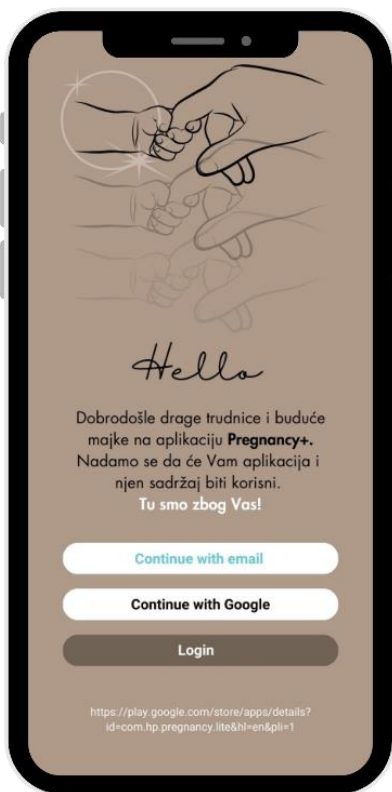 Hello
Dobrodošle drage trudnice i buduće
majke na aplikaciju Pregnancy+.
Nadamo se da će Vam aplikacija i
njen sadržaj biti korisni.
Tu smo zbog Vas!
Continue with email
Continue with Google
Login
https://play.google.com/store/apps/details?
id=com.hp.pregnancy.lite&hl=en&pli=1